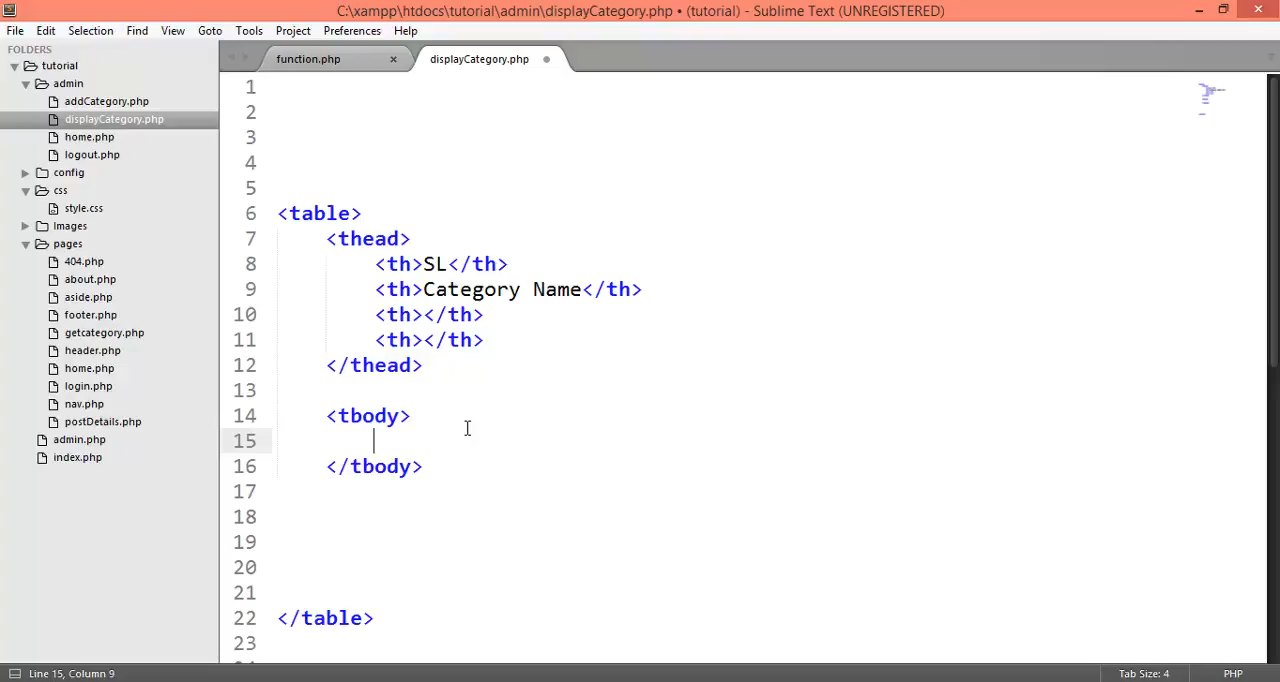 C:\xampp\htdocs\tutorial\admin\displayCategory.php • (tutorial) - Sublime Text (UNREGISTERED)
File Edit Selection Find View Goto Tools Project Preferences Help
FOLDERS
tutorial
admin
addCategory.php
displayCategory.php
home.php
logout.php
config
css
style.css
Images
pages
404.php
about.php
aside.php
footer.php
getcategory.php
header.php
home.php
login.php
nav.php
postDetails.php
admin.php
index.php
function.php × displayCategory.php
1
2
3
4
5
6 <table>
7 <thead>
8 <th>SL</th>
9 <th>Category Name</th>
10 <th></th>
11 <th></th>
12 </thead>
13
14 <tbody>
15
16 </tbody>
17
18
19
20
21
22 </table>
23
Line 15, Column 9 Tab Size: 4 PHP